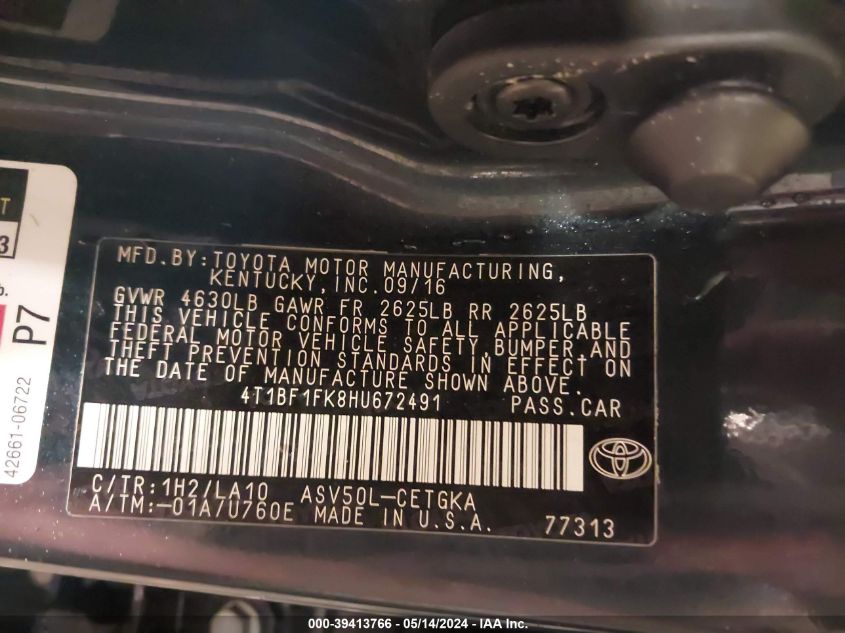 T
3
b.
P7
42661-06722
MFD.BY:TOYOTA MOTOR MANUFACTURING,
KENTUCKY, INC.09/16
GVWR 4630LB GAWR FR 2625LB RR 2625LB
THIS VEHICLE CONFORMS TO ALL APPLICABLE
FEDERAL MOTOR VEHICLE SAFETY,BUMPER,AND
THEFT PREVENTION STANDARDS IN EFFECT ON
THE DATE OF MANUFACTURE SHOWN ABOVE.
4T1BF1FK8HU672491 PASS.CAR
C/TR:1H2/LA10 ASV50L-CETGKA
A/TM:-01A/U760E MADE IN U.S.A. 77313
000-39413766 - 05/14/2024 - IAA Inc.